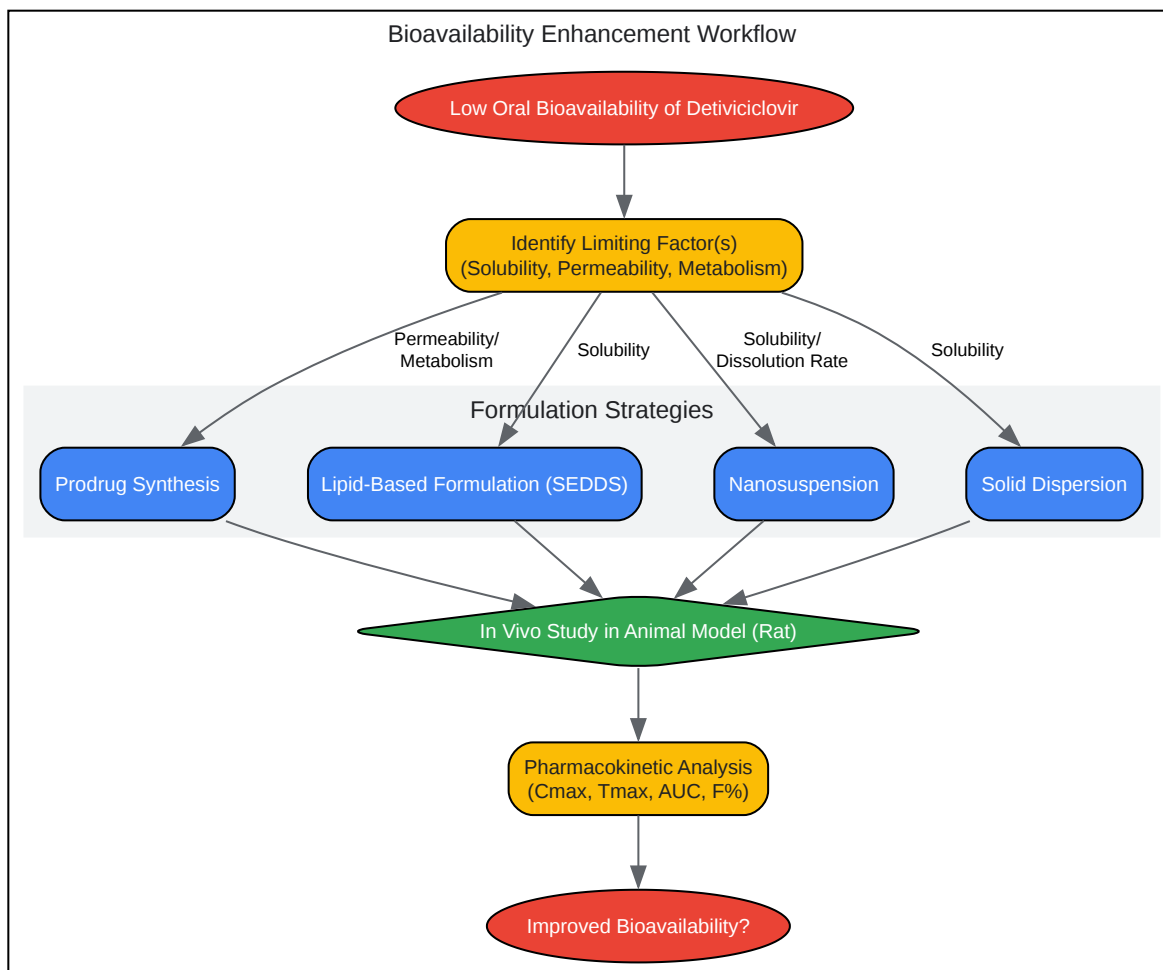 Bioavailability Enhancement Workflow
Low Oral Bioavailability of Detiviciclovir
Identify Limiting Factor(s)
(Solubility, Permeability, Metabolism)
Permeability/
Metabolism
Solubility
Solubility/
Dissolution Rate
Solubility
Formulation Strategies
Prodrug Synthesis
Lipid-Based Formulation (SEDDS)
Nanosuspension
Solid Dispersion
In Vivo Study in Animal Model (Rat)
Pharmacokinetic Analysis
(Cmax, Tmax, AUC, F%)
Improved Bioavailability?